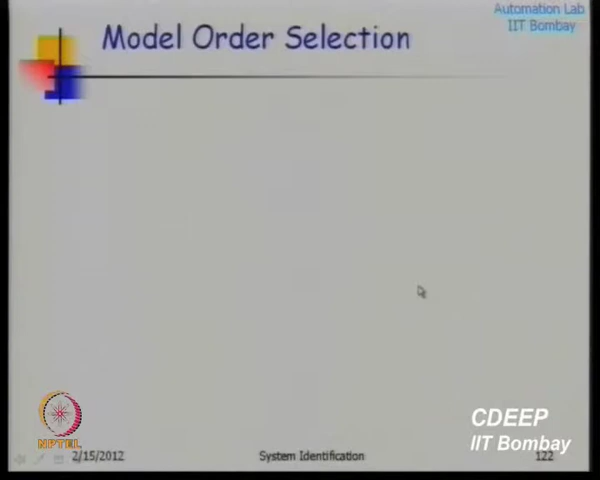 Automation Lab
IIT Bombay
Model Order Selection
CDEEP
IIT Bombay
NPTEL
2/15/2012
System Identification
122